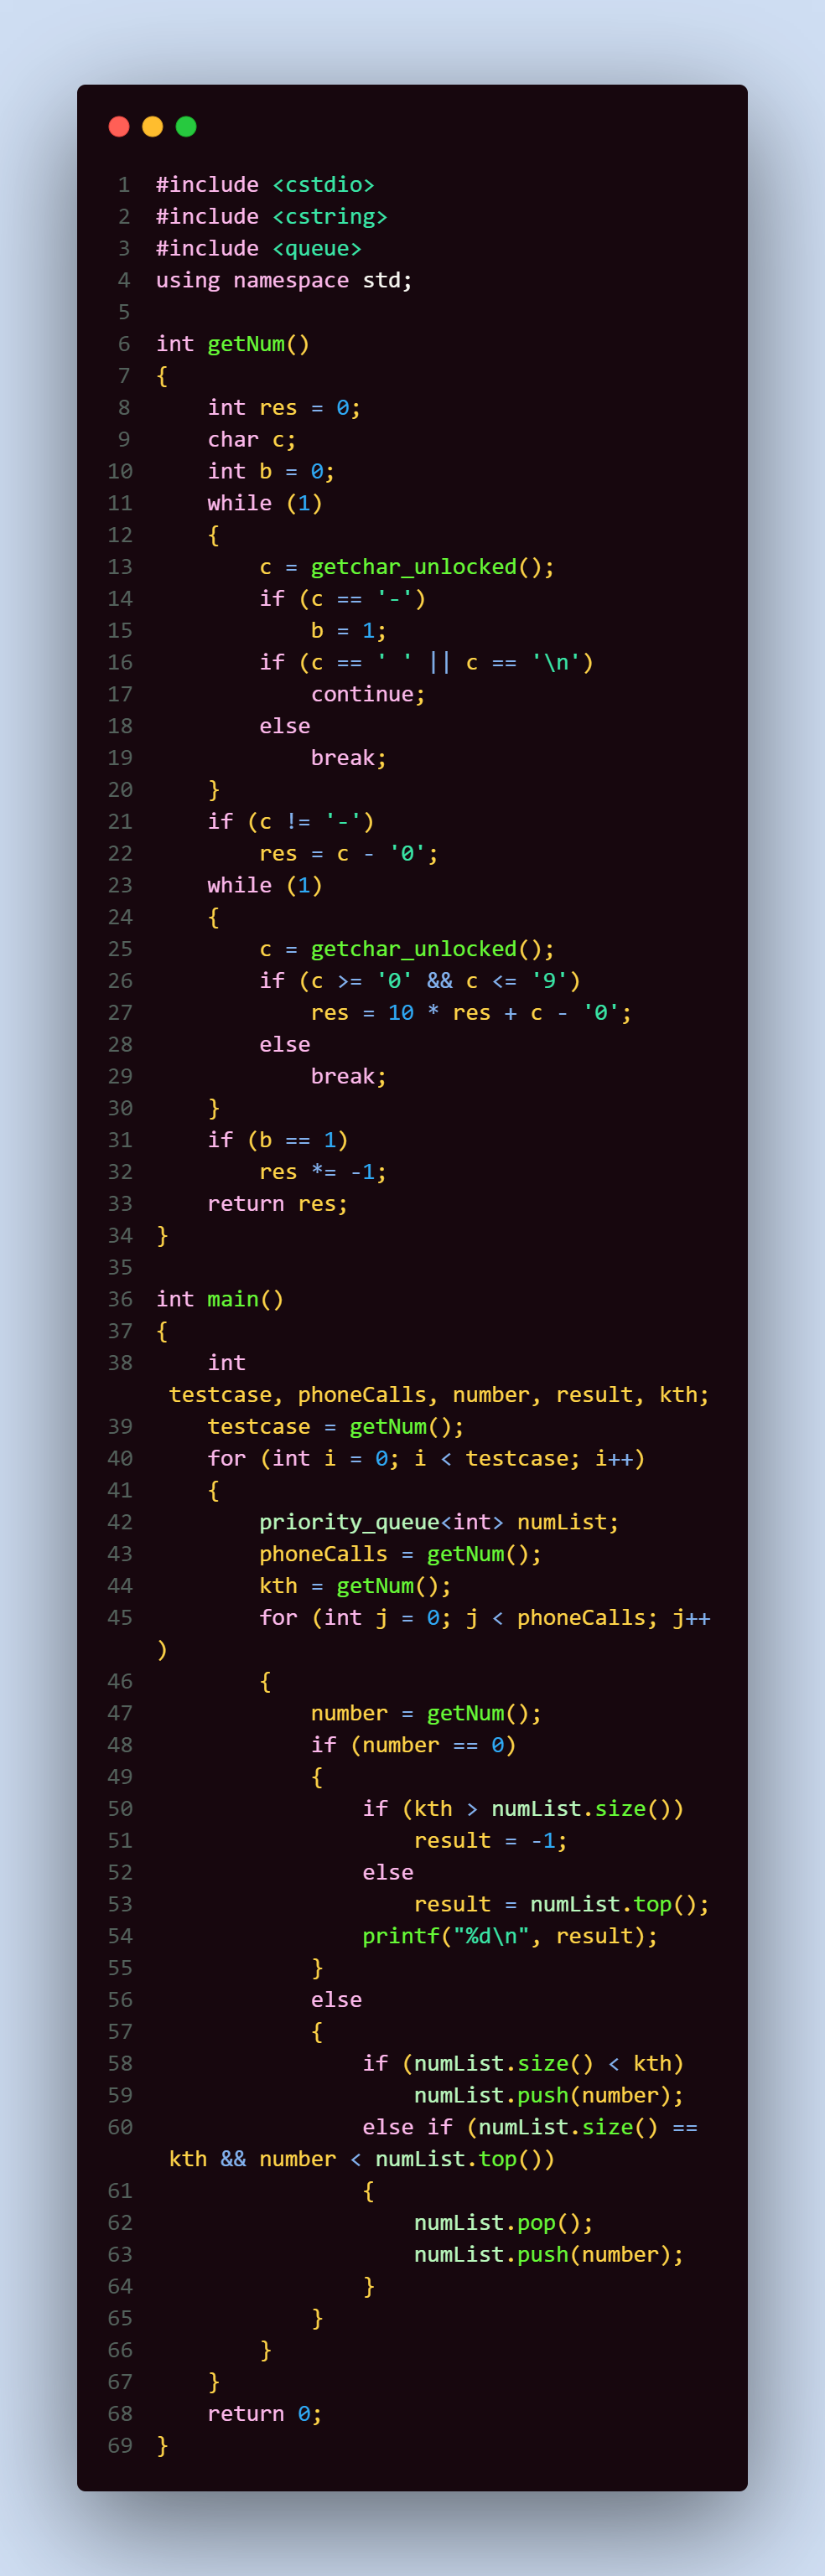 1 #include <cstdio>
2 #include <cstring>
3 #include <queue>
4 using namespace std;
5
6 int getNum()
7 {
8     int res = 0;
9     char c;
10     int b = 0;
11     while (1)
12     {
13         c = getchar_unlocked();
14         if (c == '-')
15             b = 1;
16         if (c == ' ' || c == '\n')
17             continue;
18         else
19             break;
20     }
21     if (c != '-')
22         res = c - '0';
23     while (1)
24     {
25         c = getchar_unlocked();
26         if (c >= '0' && c <= '9')
27             res = 10 * res + c - '0';
28         else
29             break;
30     }
31     if (b == 1)
32         res *= -1;
33     return res;
34 }
35
36 int main()
37 {
38     int
 testcase, phoneCalls, number, result, kth;
39     testcase = getNum();
40     for (int i = 0; i < testcase; i++)
41     {
42         priority_queue<int> numList;
43         phoneCalls = getNum();
44         kth = getNum();
45         for (int j = 0; j < phoneCalls; j++
)
46         {
47             number = getNum();
48             if (number == 0)
49             {
50                 if (kth > numList.size())
51                     result = -1;
52                 else
53                     result = numList.top();
54                 printf("%d\n", result);
55             }
56             else
57             {
58                 if (numList.size() < kth)
59                     numList.push(number);
60                 else if (numList.size() ==
 kth && number < numList.top())
61                 {
62                     numList.pop();
63                     numList.push(number);
64                 }
65             }
66         }
67     }
68     return 0;
69 }